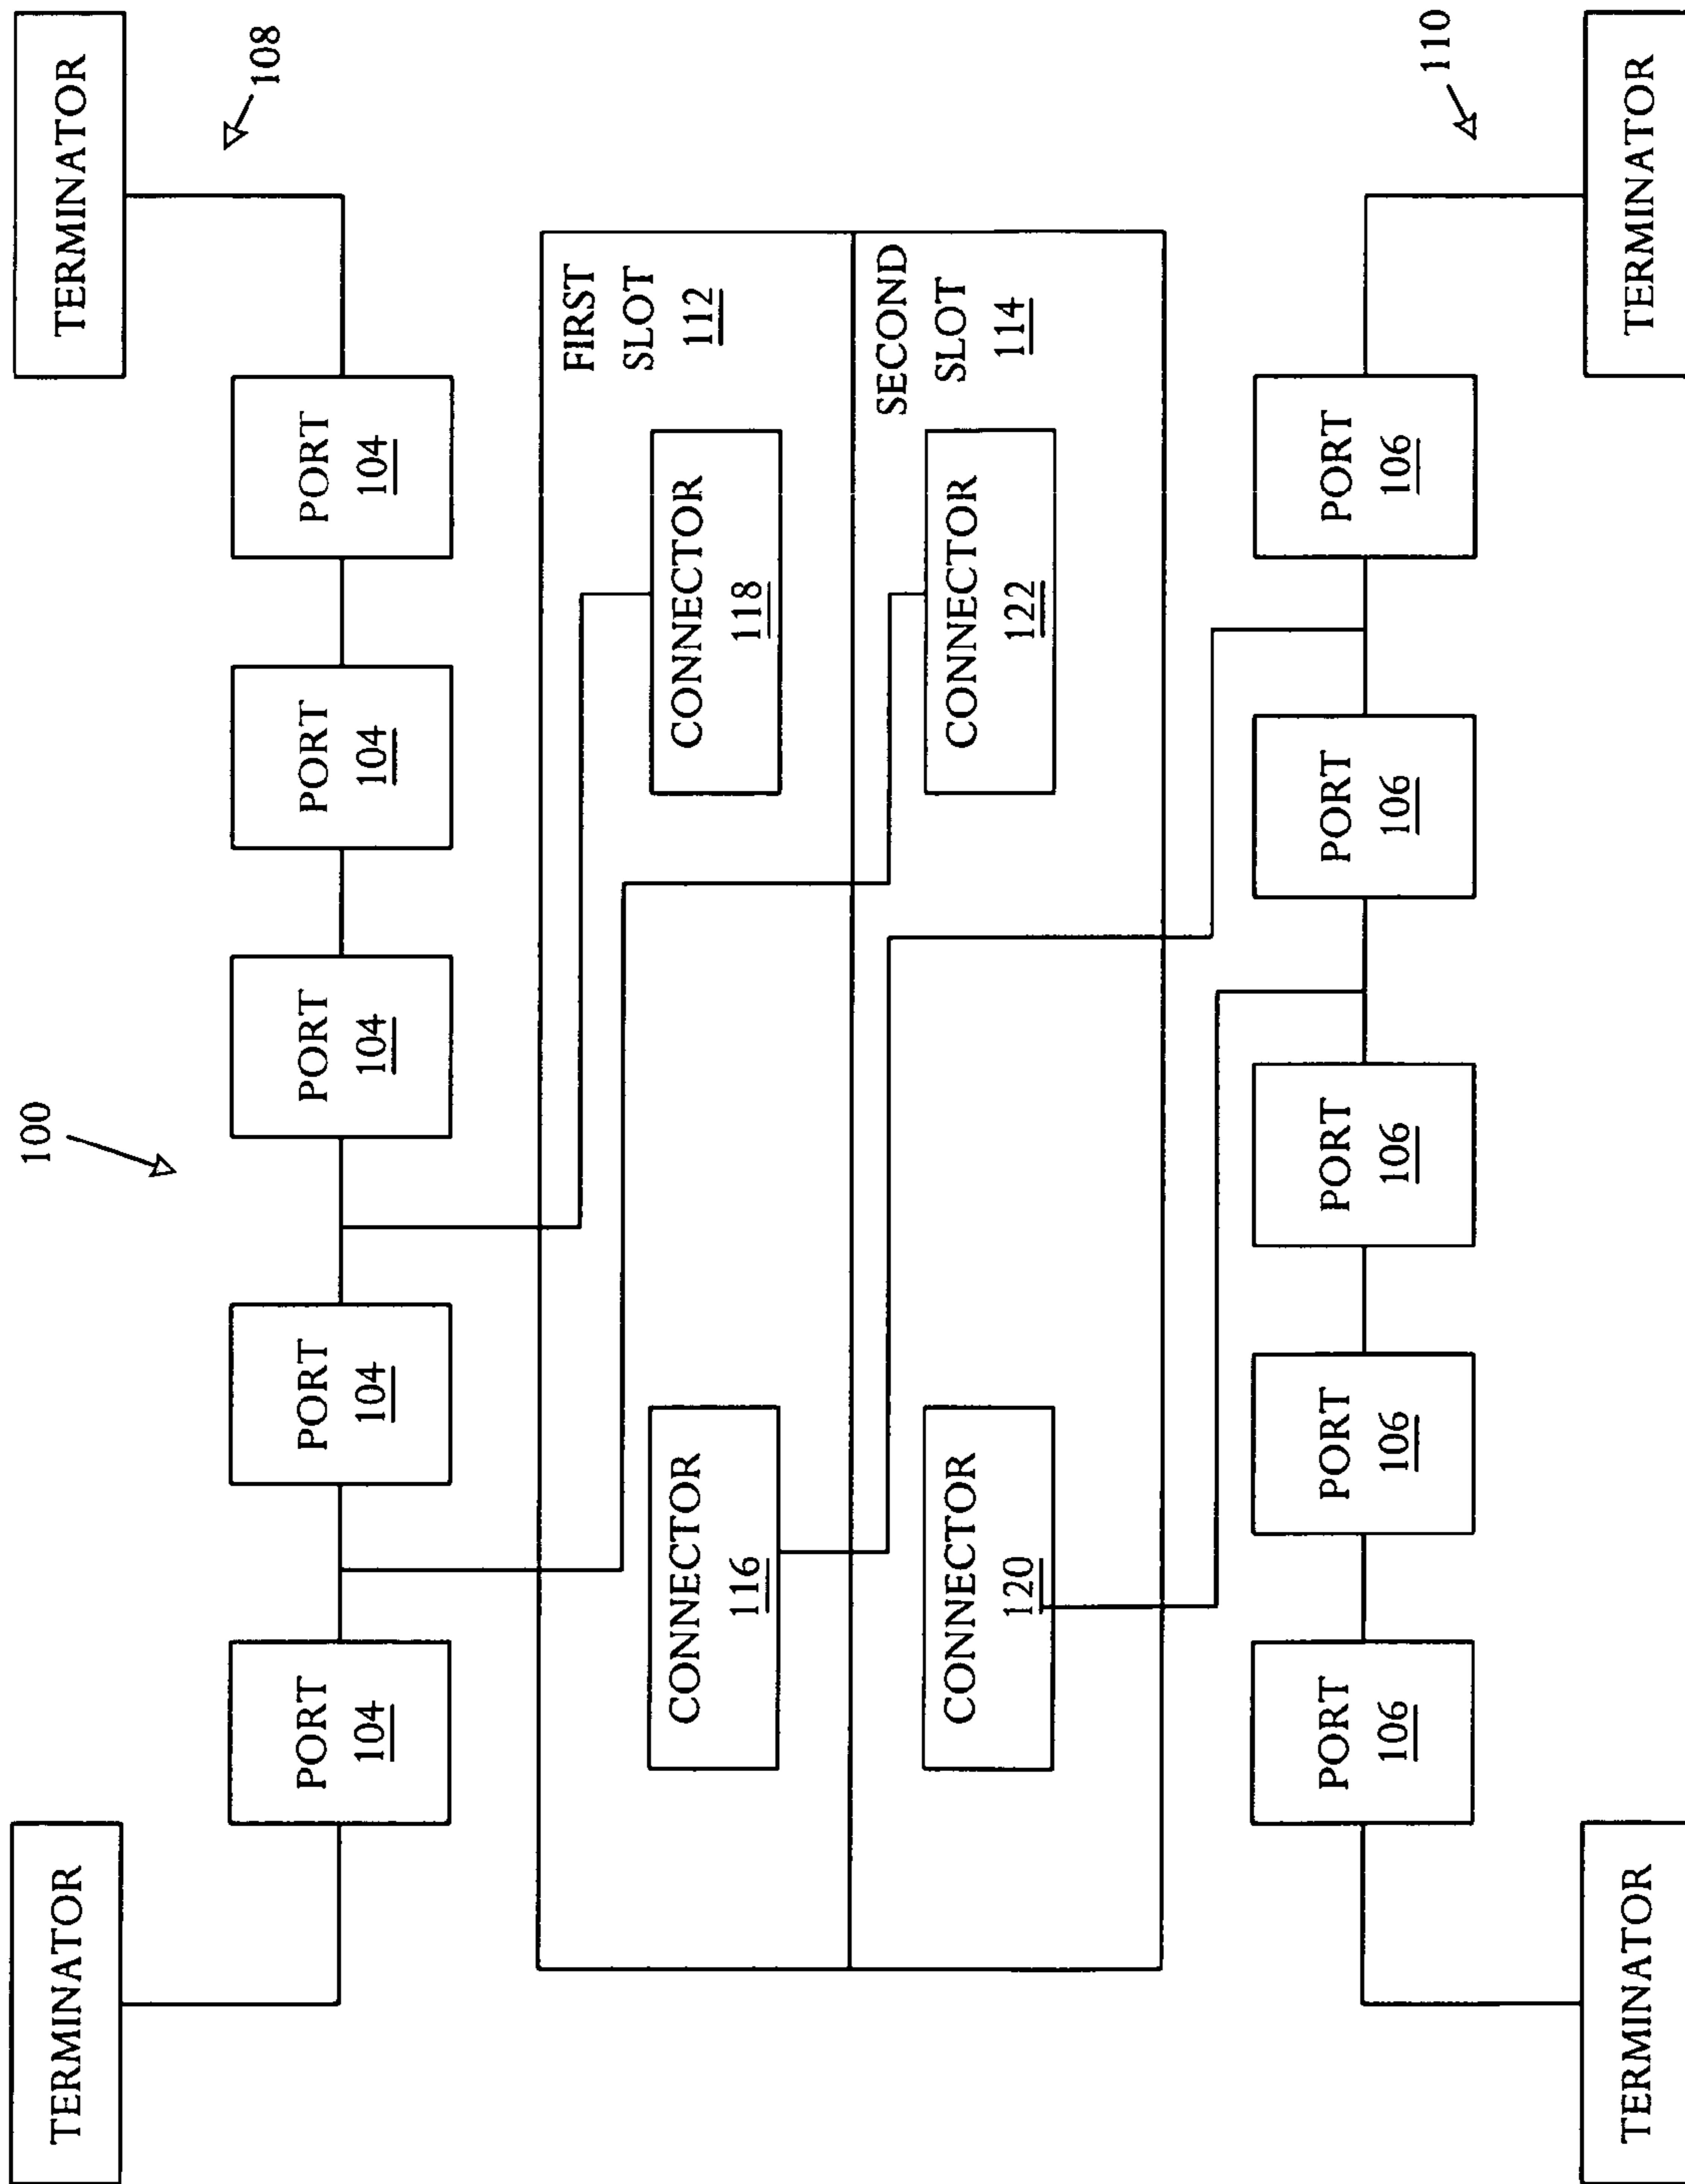 100
TERMINATOR
TERMINATOR
108
PORT
104
PORT
104
PORT
104
PORT
104
PORT
104
FIRST
SLOT
112
CONNECTOR
116
CONNECTOR
118
SECOND
SLOT
114
CONNECTOR
120
CONNECTOR
122
PORT
106
PORT
106
PORT
106
PORT
106
PORT
106
110
TERMINATOR
TERMINATOR